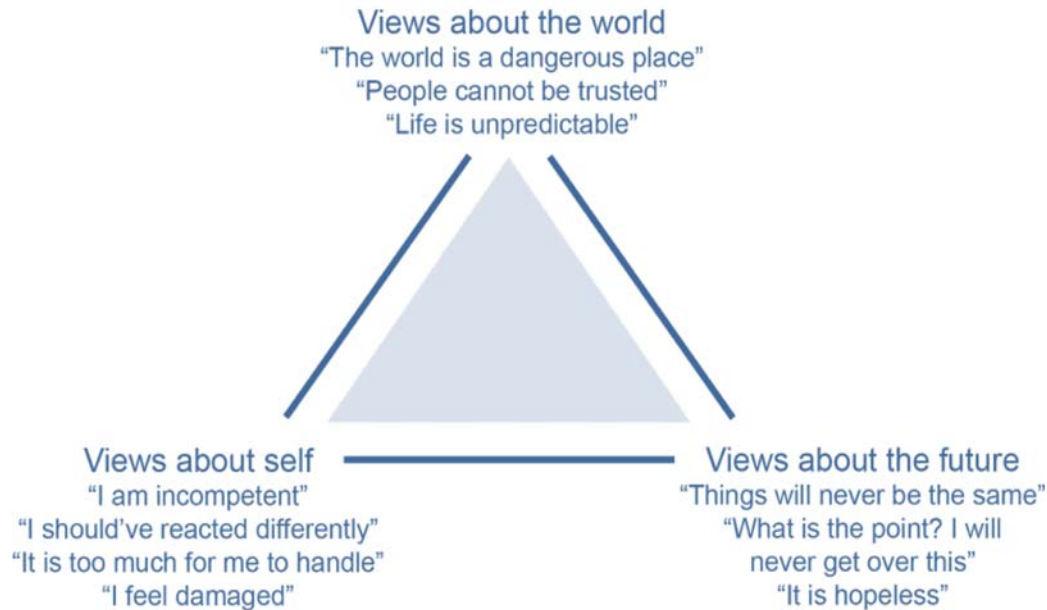 Views about the world
“The world is a dangerous place”
“People cannot be trusted”
“Life is unpredictable”
Views about self
“I am incompetent”
“I should’ve reacted differently”
“It is too much for me to handle”
“I feel damaged”
Views about the future
“Things will never be the same”
“What is the point? I will
never get over this”
“It is hopeless”